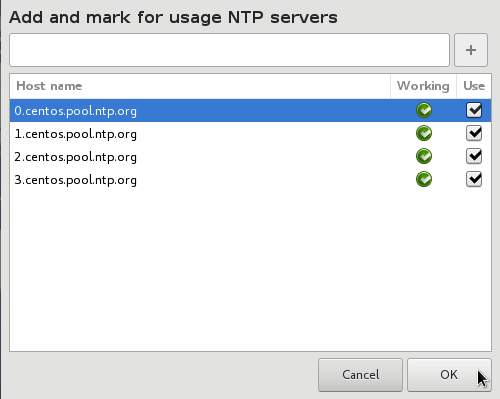 Add and mark for usage NTP servers
+
Host name Working Use
0.centos.pool.ntp.org
1.centos.pool.ntp.org
2.centos.pool.ntp.org
3.centos.pool.ntp.org
Cancel OK